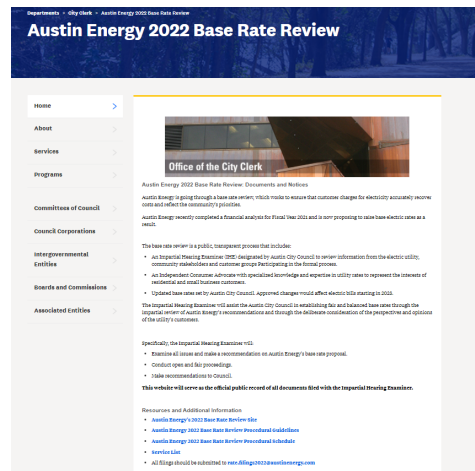 Departments • City Clerk • Austin Energy 2022 Base Rate Review
Austin Energy 2022 Base Rate Review
Home
About
Services
Programs
Committees of Council
Council Corporations
Intergovernmental
Entities
Boards and Commissions
Associated Entities
Office of the City Clerk
Austin Energy 2022 Base Rate Review: Documents and Notices
Austin Energy is going through a base rate review, which works to ensure that customer charges for electricity accurately recover
costs and reflect the community's priorities.
Austin Energy recently completed a financial analysis for Fiscal Year 2021 and is now proposing to raise base electric rates as a
result.
The base rate review is a public, transparent process that includes:
• An Impartial Hearing Examiner (IHE) designated by Austin City Council to review information from the electric utility,
community stakeholders and customer groups Participating in the formal process.
• An Independent Consumer Advocate with specialized knowledge and expertise in utility rates to represent the interests of
residential and small business customers.
• Updated base rates set by Austin City Council. Approved changes would affect electric bills starting in 2023.
The Impartial Hearing Examiner will assist the Austin City Council in establishing fair and balanced base rates through the
impartial review of Austin Energy's recommendations and through the deliberate consideration of the perspectives and opinions
of the utility's customers.
Specifically, the Impartial Hearing Examiner will:
• Examine all issues and make a recommendation on Austin Energy's base rate proposal.
• Conduct open and fair proceedings.
• Make recommendations to Council.
This website will serve as the official public record of all documents filed with the Impartial Hearing Examiner.
Resources and Additional Information
• Austin Energy's 2022 Base Rate Review Site
• Austin Energy 2022 Base Rate Review Procedural Guidelines
• Austin Energy 2022 Base Rate Review Procedural Schedule
• Service List
• All filings should be submitted to rate.filings2022@austinenergy.com